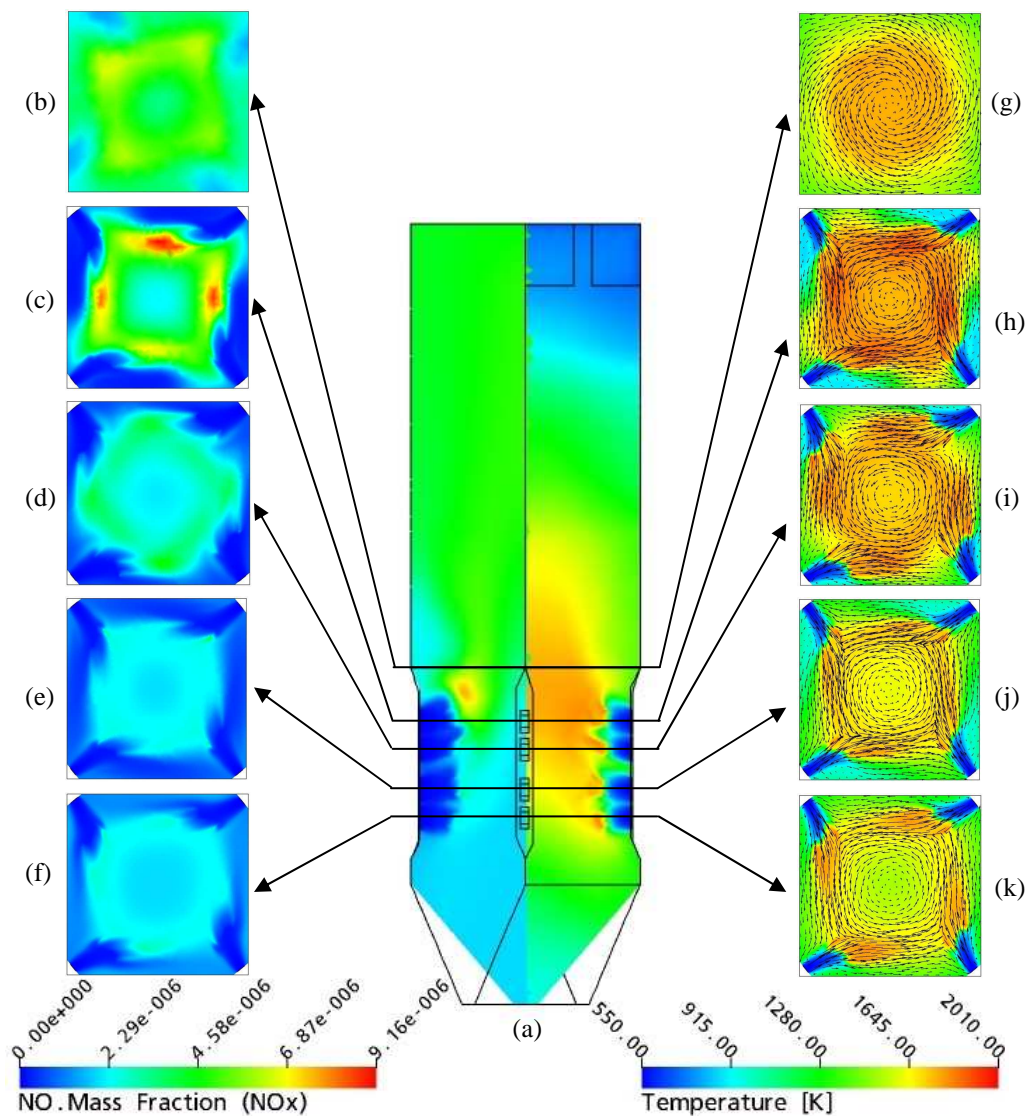 (b)
(g)
(c)
(h)
(d)
(i)
(e)
(j)
(f)
(k)
(a)
0.00e+000
2.29e-006
4.58e-006
6.87e-006
9.16e-006
NO.Mass Fraction (NOx)
550.00
915.00
1280.00
1645.00
2010.00
Temperature [K]